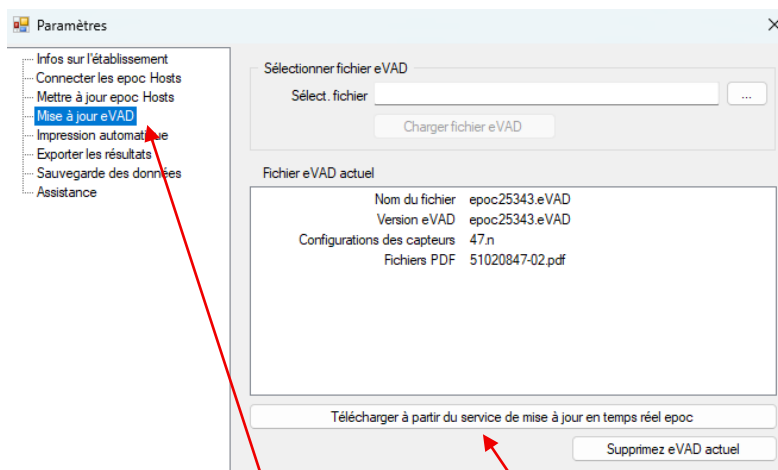 Paramètres
Infos sur l'établissement
Connecter les epoc Hosts
Mettre à jour epoc Hosts
Mise à jour eVAD
Impression automatique
Exporter les résultats
Sauvegarde des données
Assistance
Sélectionner fichier eVAD
Sélect. fichier ...
Charger fichier eVAD
Fichier eVAD actuel
Nom du fichier epoc25343.eVAD
Version eVAD epoc25343.eVAD
Configurations des capteurs 47.n
Fichiers PDF 51020847-02.pdf
Télécharger à partir du service de mise à jour en temps réel epoc
Supprimez eVAD actuel